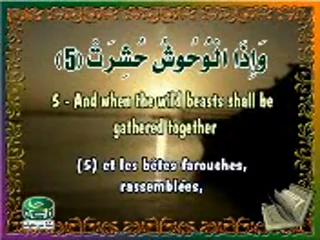 وَإِذَا الْوُحُوشُ حُشِرَتْ (5)
5 - And when the wild beasts shall be
gathered together
(5) et les bêtes farouches,
rassemblées,